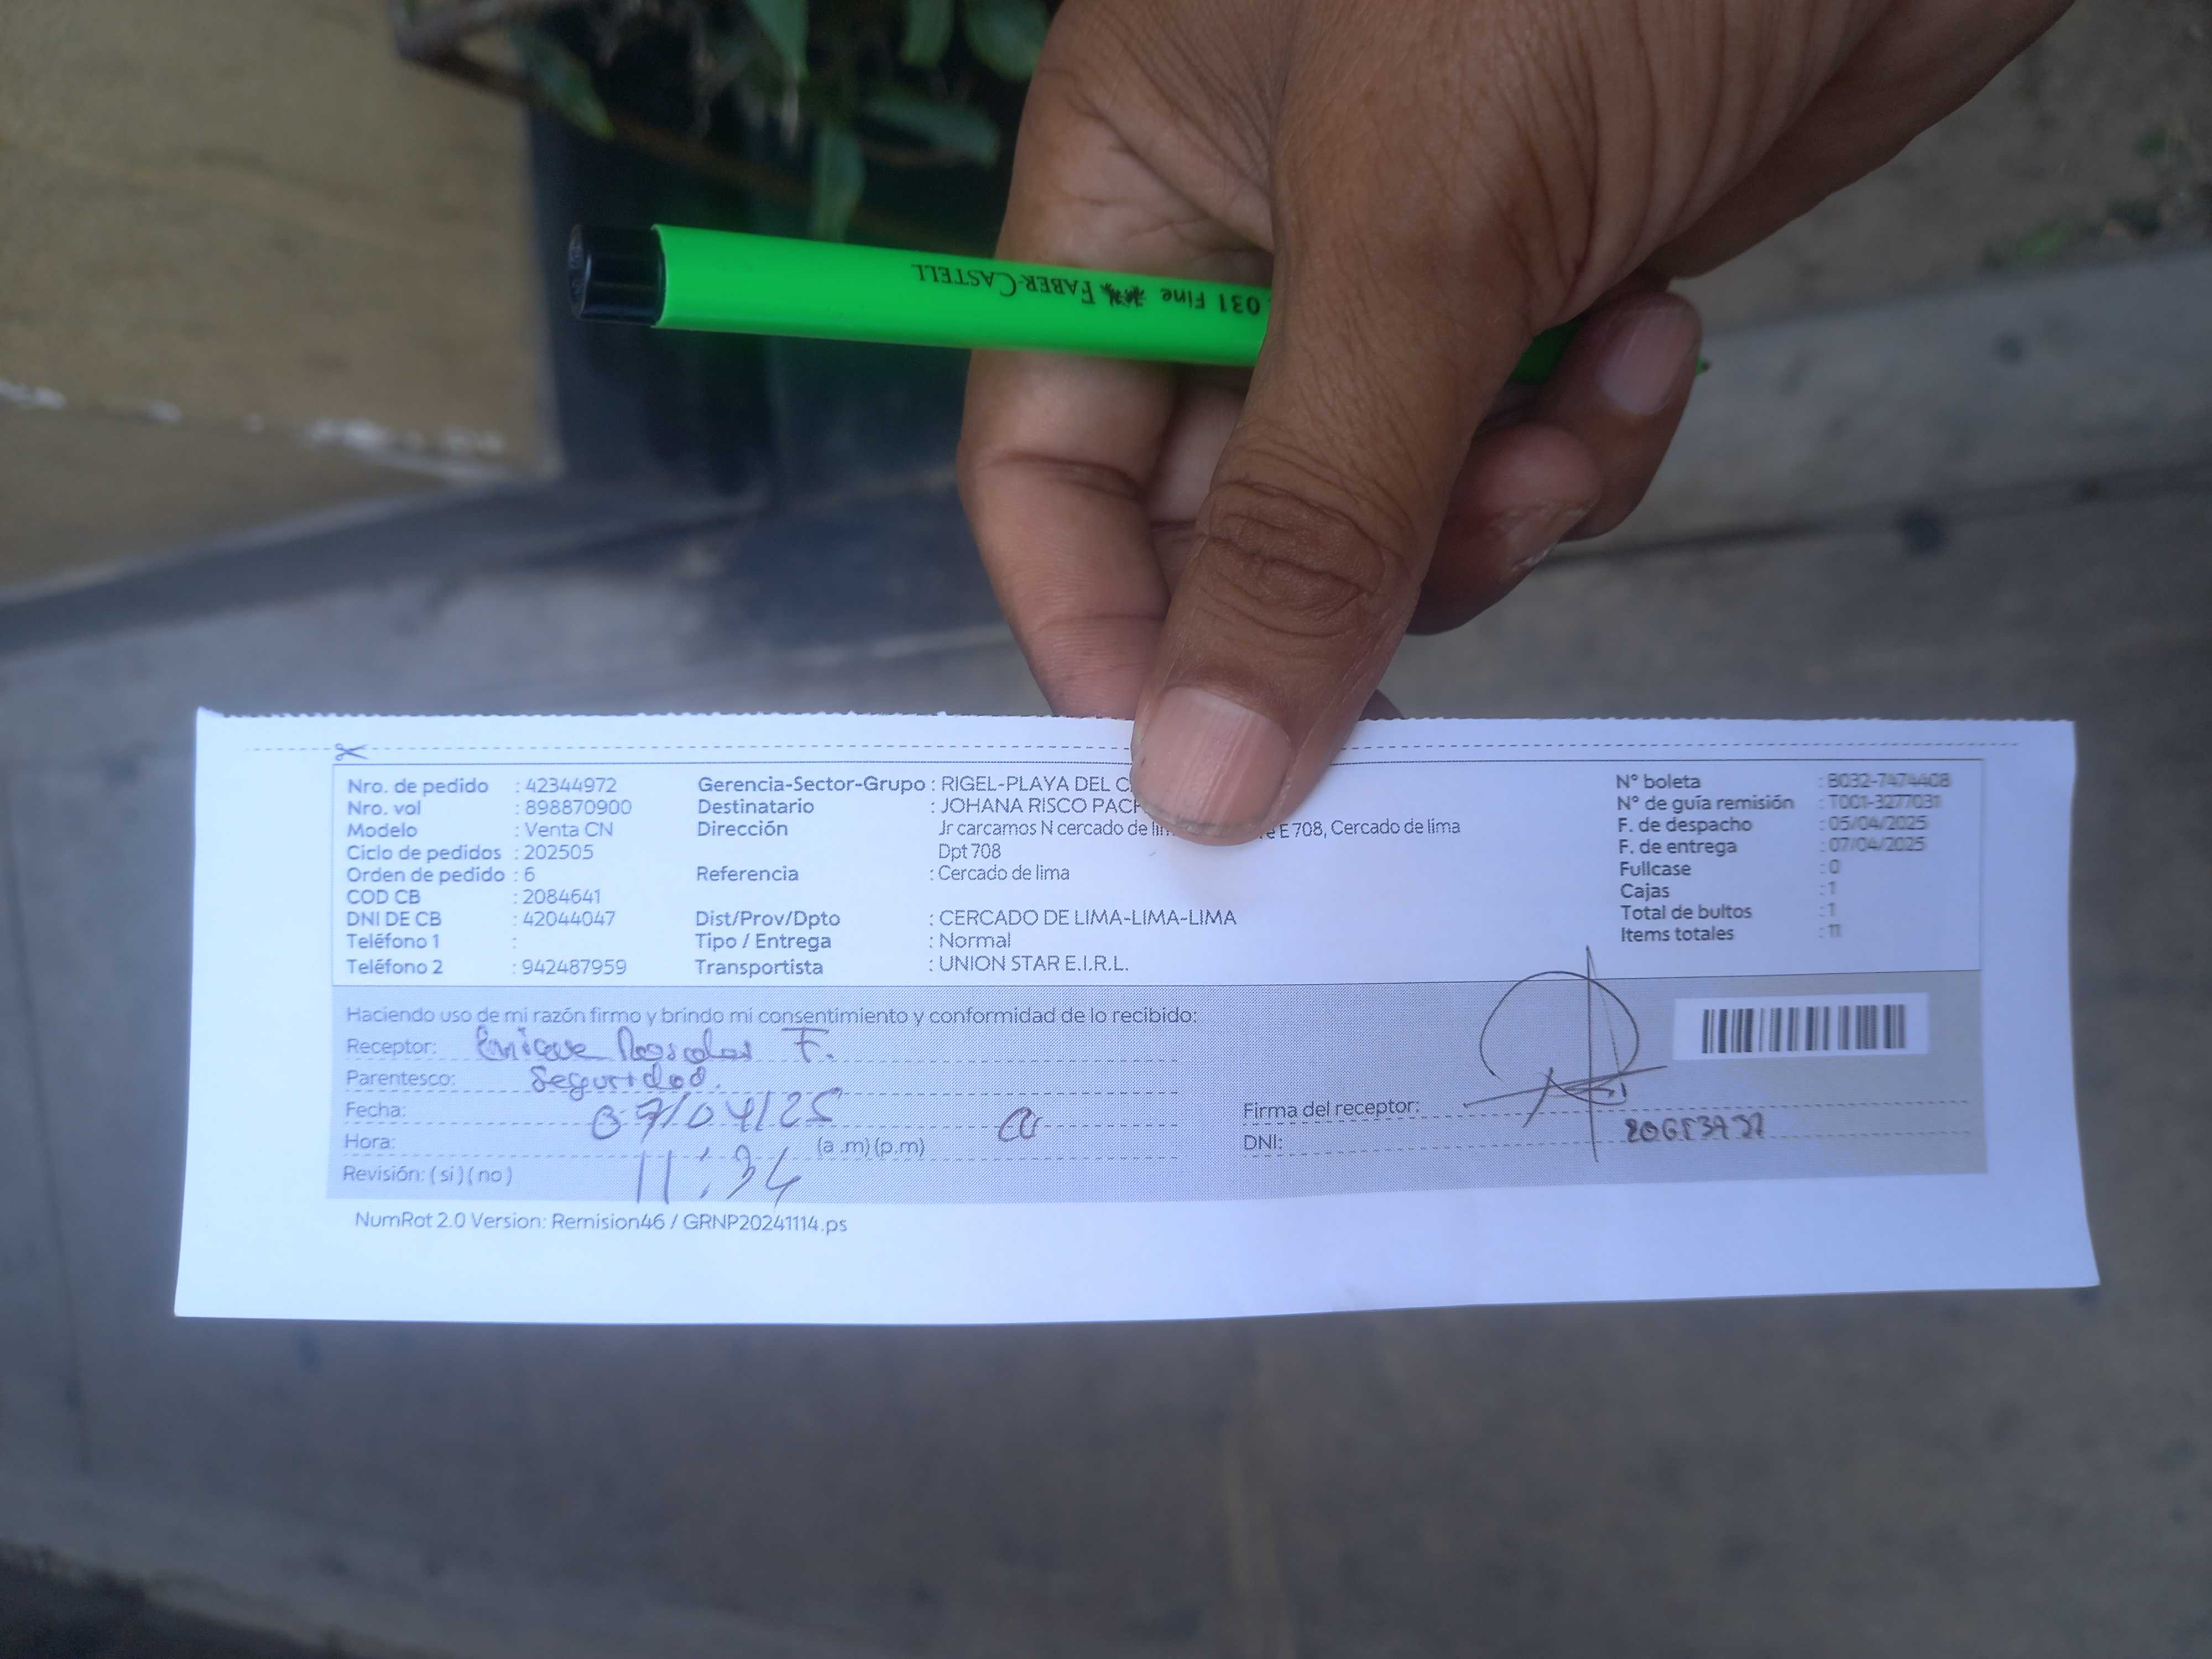 031 Fine FABER-CASTELL
Nro. de pedido : 42344972
Nro. vol : 898870900
Modelo : Venta CN
Ciclo de pedidos : 202505
Orden de pedido : 6
COD CB : 2084641
DNI DE CB : 42044047
Teléfono 1 :
Teléfono 2 : 942487959
Gerencia-Sector-Grupo : RIGEL-PLAYA DEL
Destinatario : JOHANA RISCO
Dirección Jr carcamos N cercado de E 708, Cercado de lima
Dpt 708
Referencia : Cercado de lima
Dist/Prov/Dpto : CERCADO DE LIMA-LIMA-LIMA
Tipo / Entrega : Normal
Transportista : UNION STAR E.I.R.L.
N° boleta : B032-7474408
N° de guía remisión : T001-3277031
F. de despacho : 05/04/2025
F. de entrega : 07/04/2025
Fullcase : 0
Cajas : 1
Total de bultos : 1
Items totales : 11
Haciendo uso de mi razón firmo y brindo mi consentimiento y conformidad de lo recibido:
Receptor: Enrique F.
Parentesco: Seguridad.
Fecha: 07/04/25
Hora: 11:34 (a .m) (p.m)
Revisión: ( si ) ( no )
Firma del receptor:
DNI:
NumRot 2.0 Version: Remision46 / GRNP20241114.ps